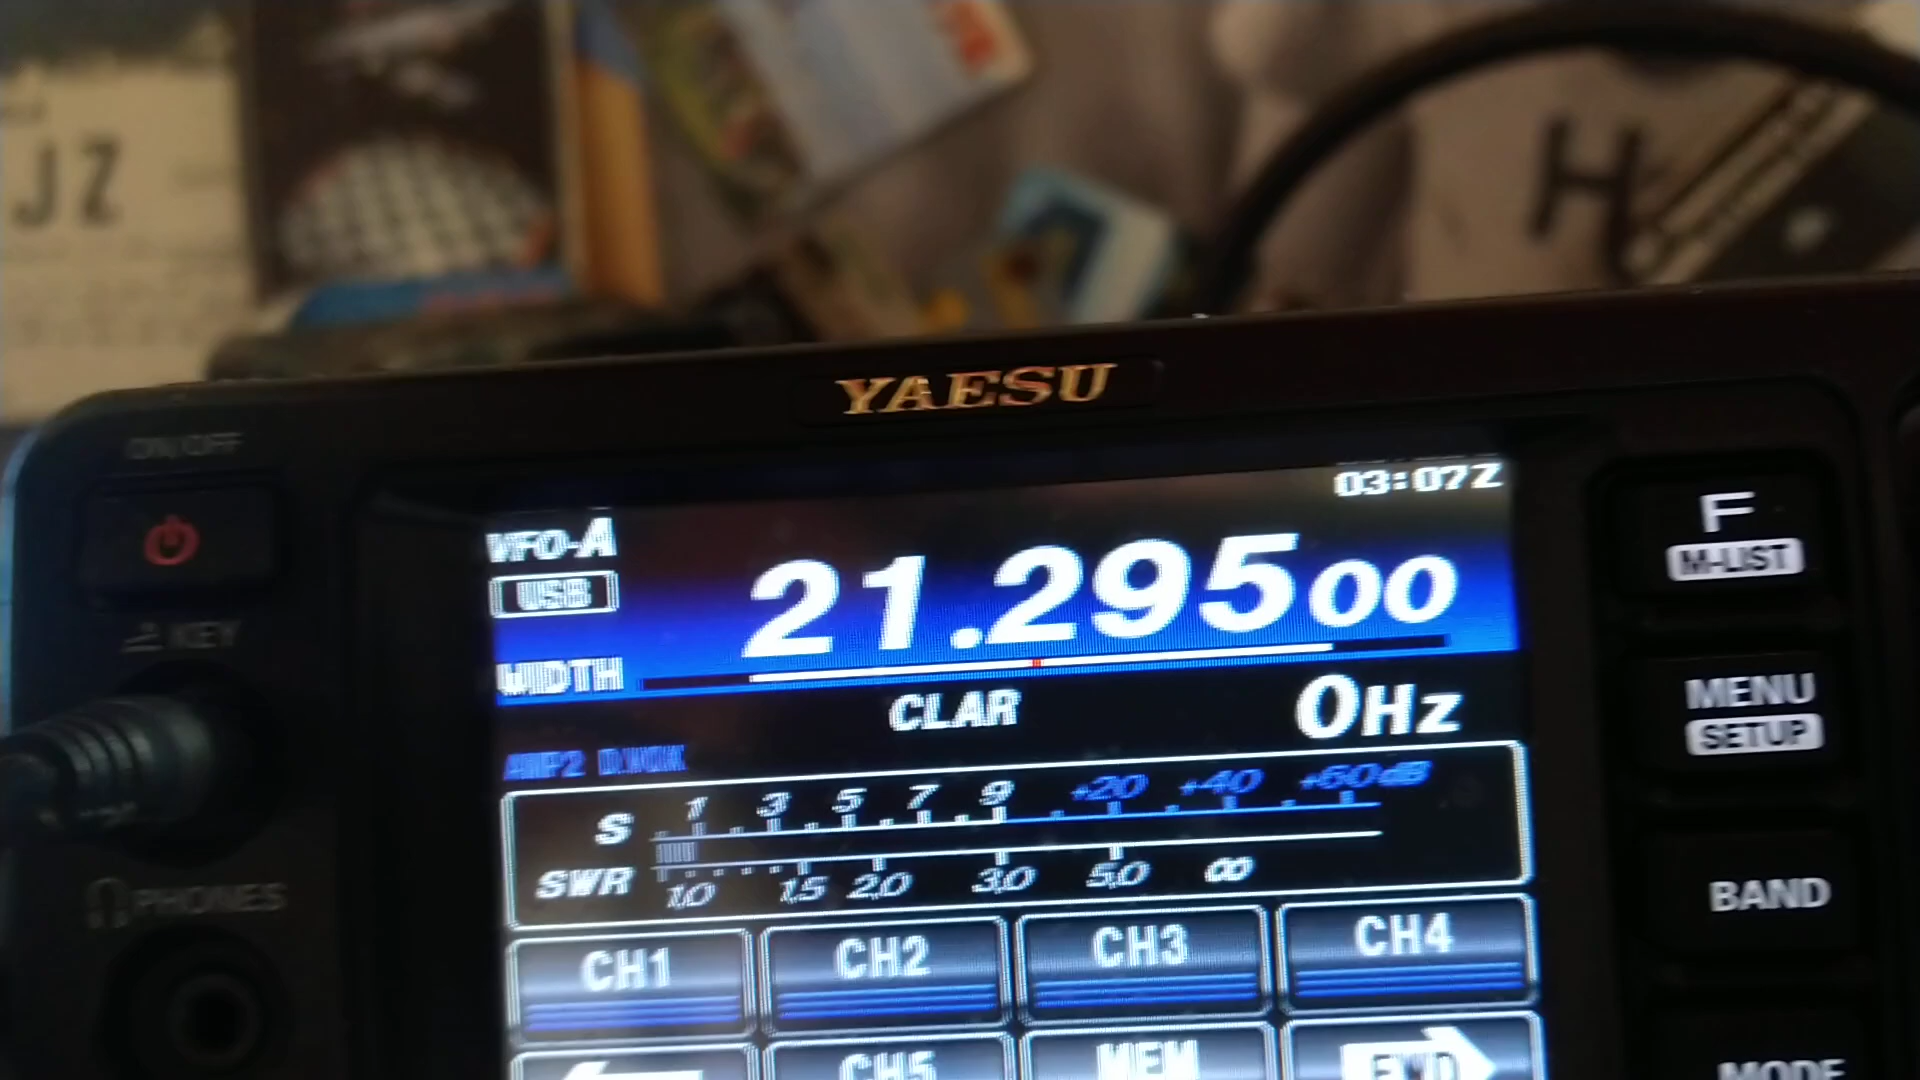 JZ
H
YAESU
ON/OFF
03:07Z
VFO-A
USB
21.29500
WIDTH
CLAR 0Hz
AMP2
S 1 3 5 7 9 +20 +40 +60dB
SWR 1.0 1.5 2.0 3.0 5.0 ∞
CH1 CH2 CH3 CH4
CH5 MEM
KEY
PHONES
F
M-LIST
MENU
SETUP
BAND
MODE